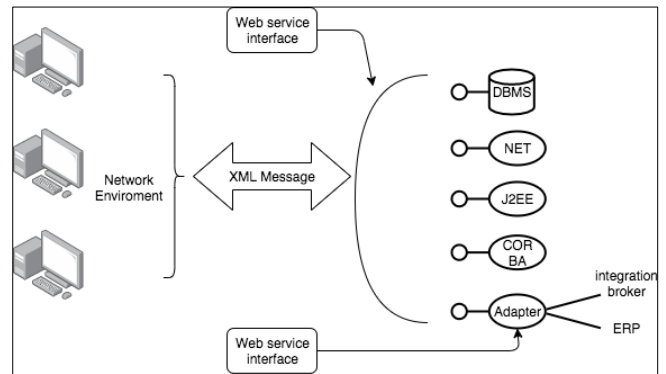 Web service
interface
DBMS
NET
Network
Enviroment
XML Message
J2EE
COR
BA
integration
broker
Adapter
ERP
Web service
interface